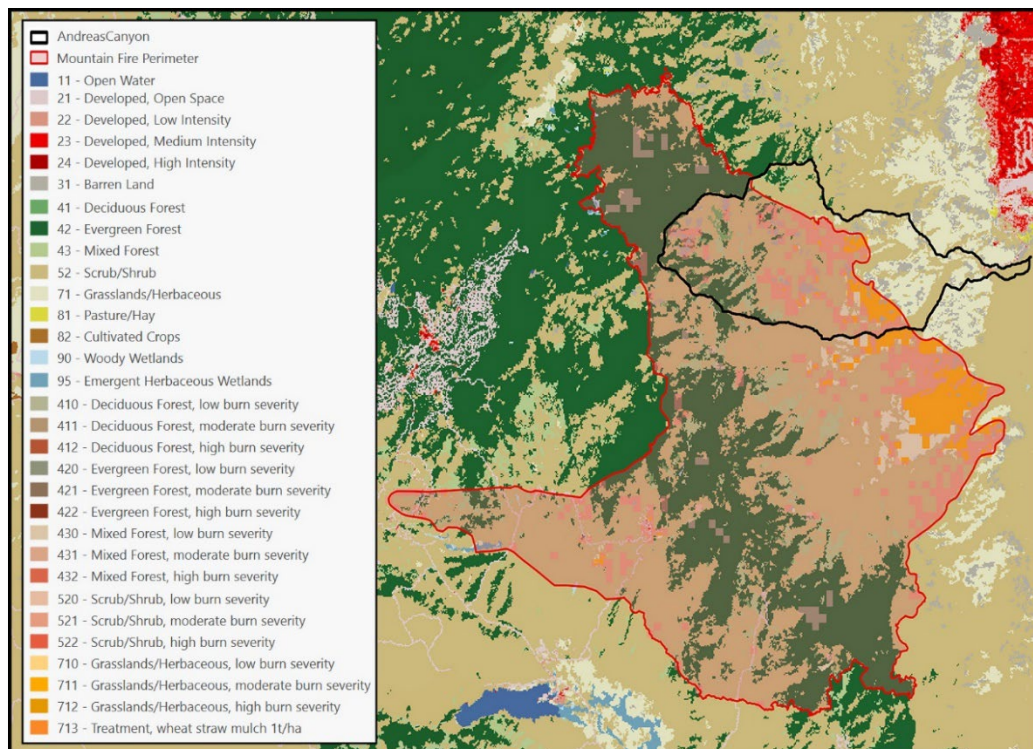 AndreasCanyon
Mountain Fire Perimeter
11 - Open Water
21 - Developed, Open Space
22 - Developed, Low Intensity
23 - Developed, Medium Intensity
24 - Developed, High Intensity
31 - Barren Land
41 - Deciduous Forest
42 - Evergreen Forest
43 - Mixed Forest
52 - Scrub/Shrub
71 - Grasslands/Herbaceous
81 - Pasture/Hay
82 - Cultivated Crops
90 - Woody Wetlands
95 - Emergent Herbaceous Wetlands
410 - Deciduous Forest, low burn severity
411 - Deciduous Forest, moderate burn severity
412 - Deciduous Forest, high burn severity
420 - Evergreen Forest, low burn severity
421 - Evergreen Forest, moderate burn severity
422 - Evergreen Forest, high burn severity
430 - Mixed Forest, low burn severity
431 - Mixed Forest, moderate burn severity
432 - Mixed Forest, high burn severity
520 - Scrub/Shrub, low burn severity
521 - Scrub/Shrub, moderate burn severity
522 - Scrub/Shrub, high burn severity
710 - Grasslands/Herbaceous, low burn severity
711 - Grasslands/Herbaceous, moderate burn severity
712 - Grasslands/Herbaceous, high burn severity
713 - Treatment, wheat straw mulch 1t/ha